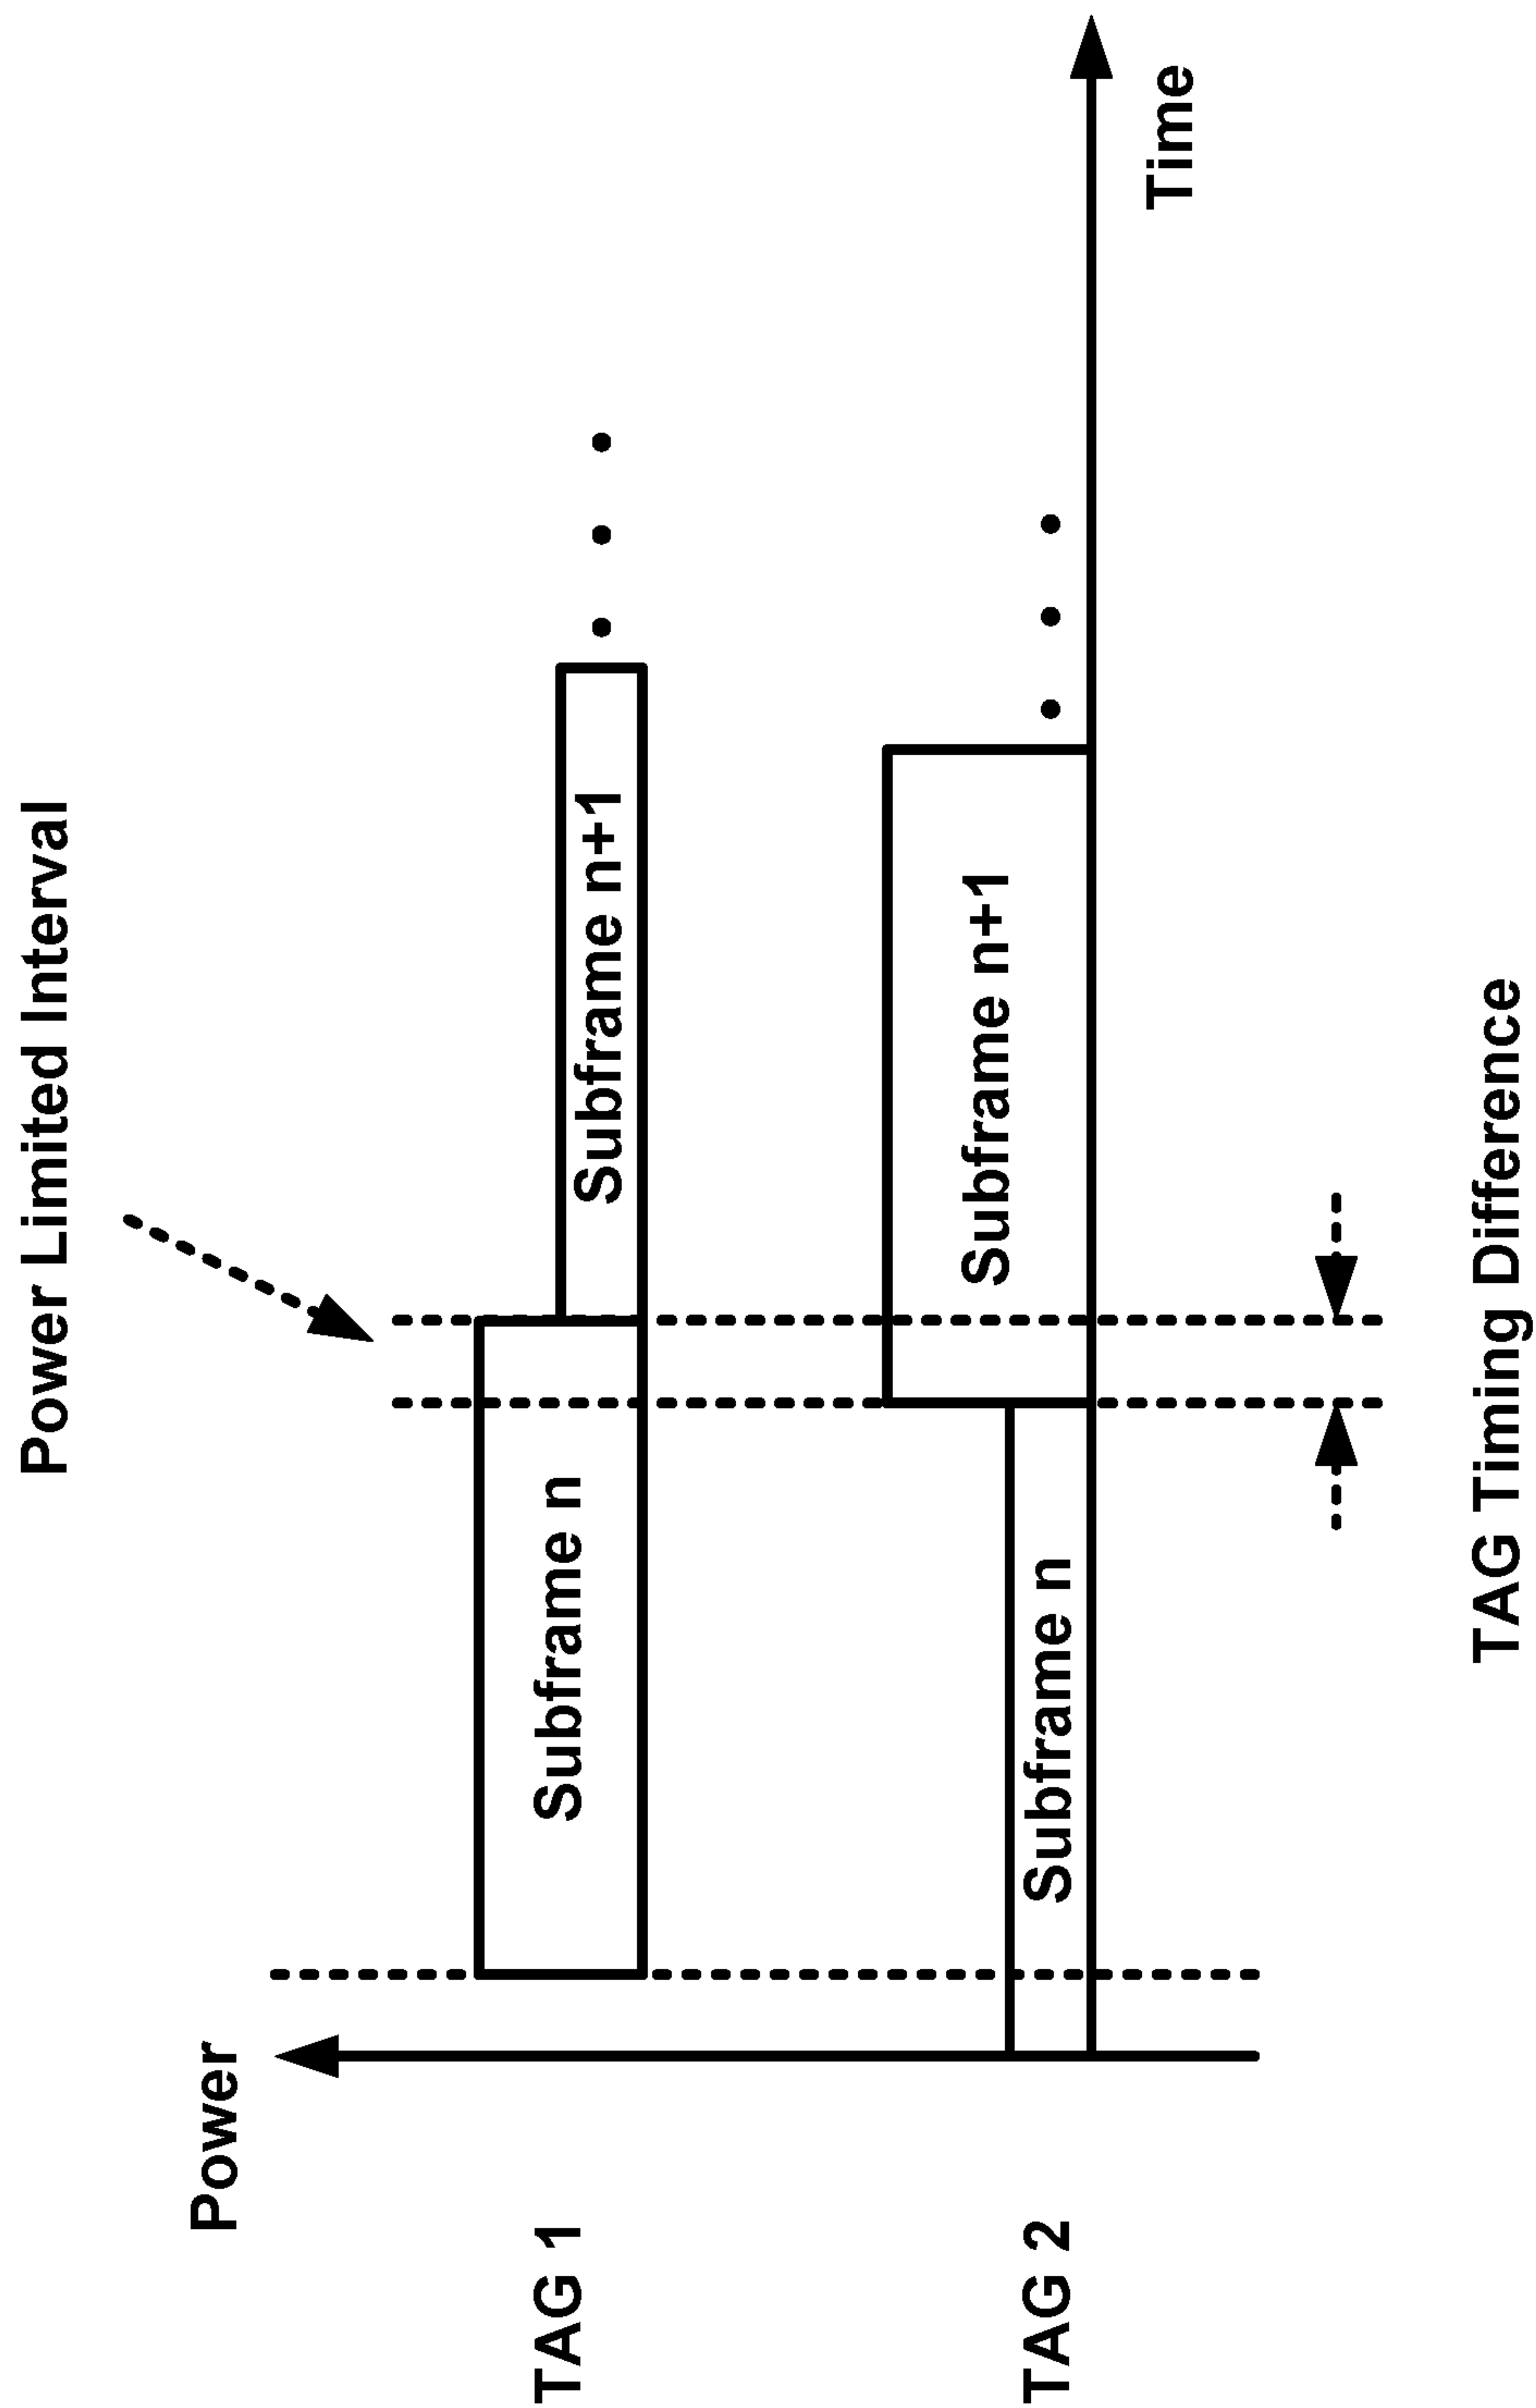 Power Limited Interval
Power
TAG 1
Subframe n
Subframe n+1
TAG 2
Subframe n
Subframe n+1
Time
TAG Timing Difference